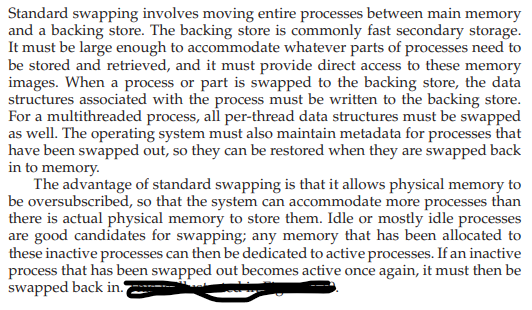 Standard swapping involves moving entire processes between main memory
and a backing store. The backing store is commonly fast secondary storage.
It must be large enough to accommodate whatever parts of processes need to
be stored and retrieved, and it must provide direct access to these memory
images. When a process or part is swapped to the backing store, the data
structures associated with the process must be written to the backing store.
For a multithreaded process, all per-thread data structures must be swapped
as well. The operating system must also maintain metadata for processes that
have been swapped out, so they can be restored when they are swapped back
in to memory.
The advantage of standard swapping is that it allows physical memory to
be oversubscribed, so that the system can accommodate more processes than
there is actual physical memory to store them. Idle or mostly idle processes
are good candidates for swapping; any memory that has been allocated to
these inactive processes can then be dedicated to active processes. If an inactive
process that has been swapped out becomes active once again, it must then be
swapped back in.